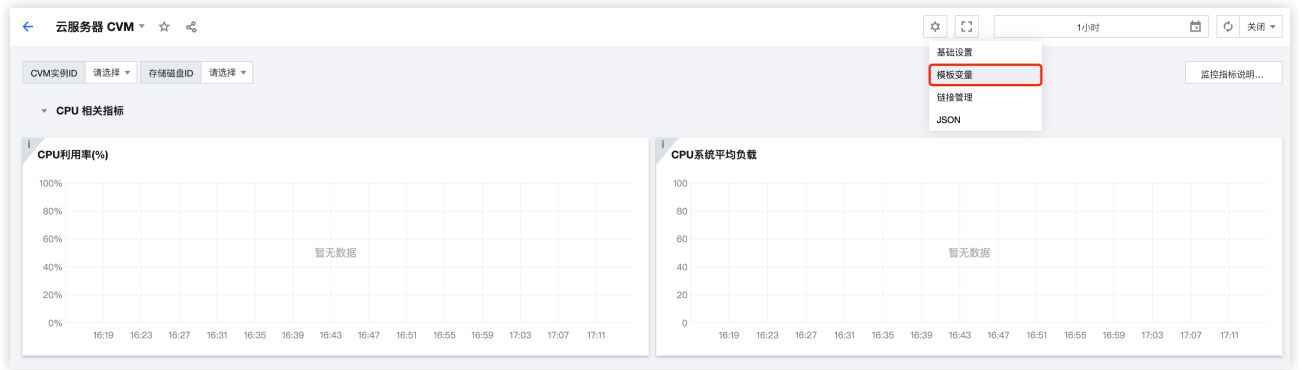 云服务器 CVM
1小时
关闭
基础设置
模板变量
链接管理
JSON
CVM实例ID 请选择 存储磁盘ID 请选择
监控指标说明...
CPU 相关指标
i
CPU利用率(%)
100%
80%
60%
40%
20%
0%
暂无数据
16:19 16:23 16:27 16:31 16:35 16:39 16:43 16:47 16:51 16:55 16:59 17:03 17:07 17:11
i
CPU系统平均负载
100
80
60
40
20
0
暂无数据
16:19 16:23 16:27 16:31 16:35 16:39 16:43 16:47 16:51 16:55 16:59 17:03 17:07 17:11